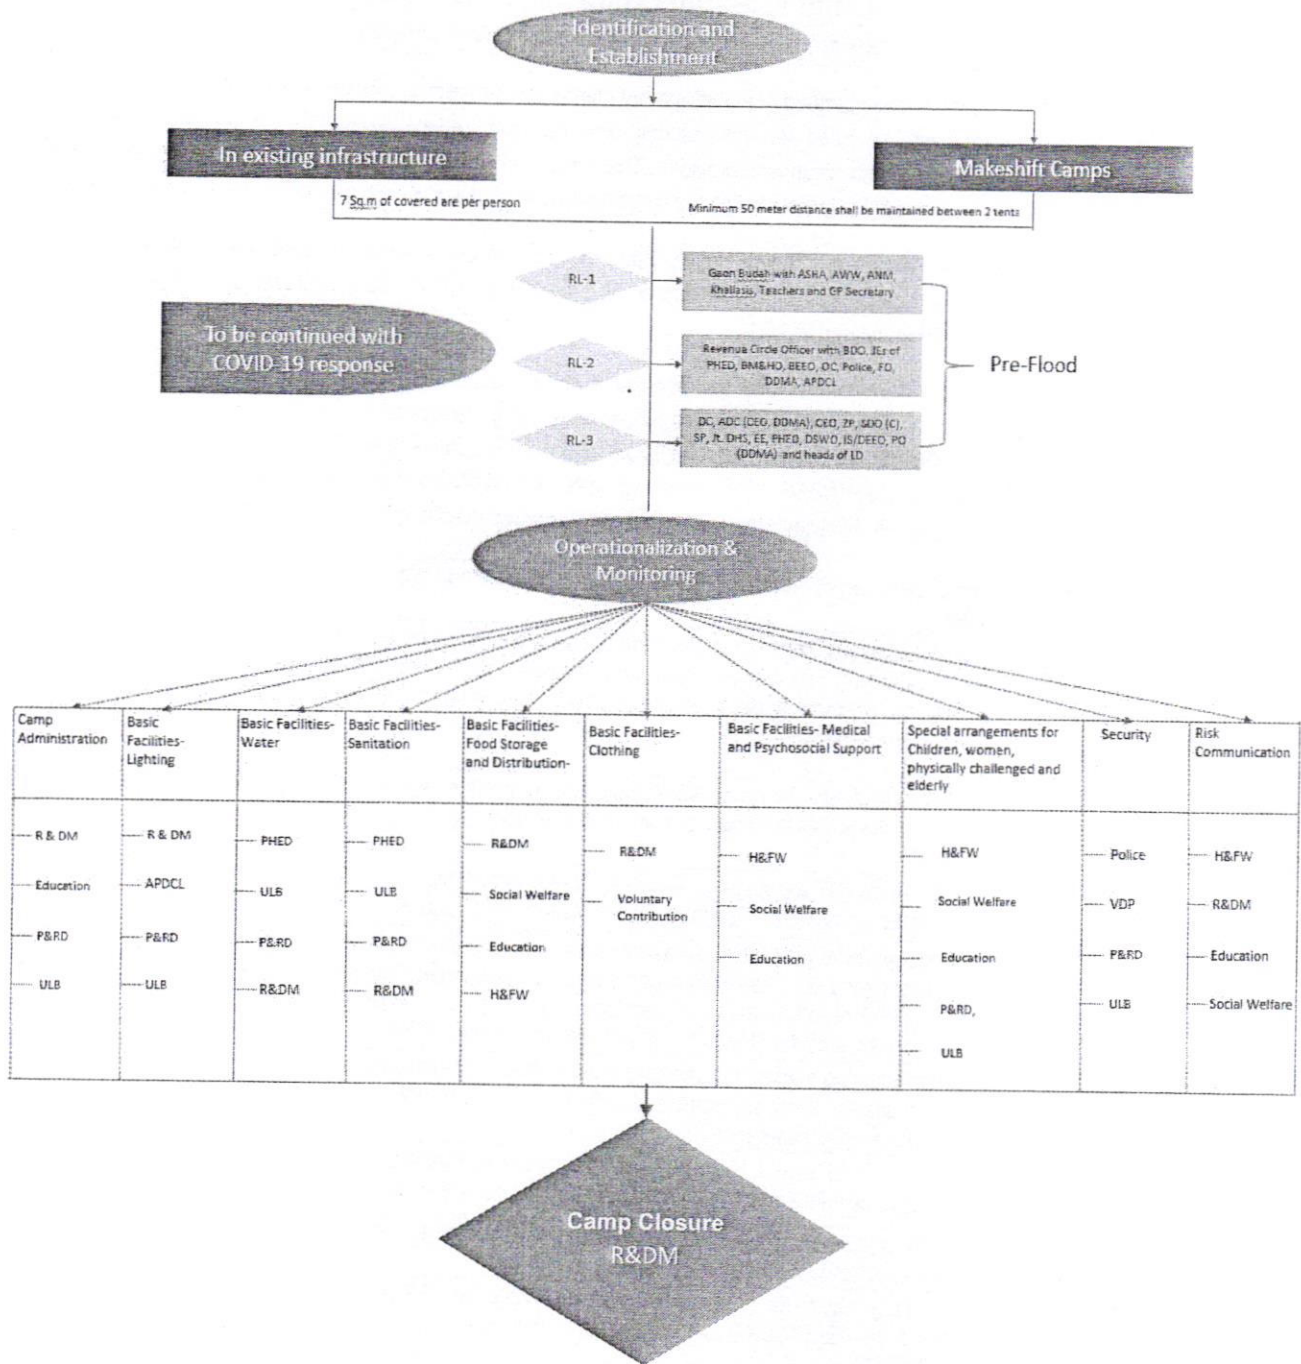 Identification and
Establishment
In existing infrastructure
Makeshift Camps
7 Sq.m of covered are per person
Minimum 50 meter distance shall be maintained between 2 tents
RL-1
Gaon Budah with ASHA, AWW, ANM,
Khallasis, Teachers and GP Secretary
To be continued with
COVID-19 response
RL-2
Revenue Circle Officer with BDO, JEs of
PHED, BM&HO, BEEO, OC, Police, FO,
DDMA, APDCL
Pre-Flood
RL-3
DC, ADC (CEO, DDMA), CEO, ZP, SDO (C),
SP, Jt. DHS, EE, PHED, DSWO, IS/DEEO, PO
(DDMA) and heads of LD
Operationalization &
Monitoring
Camp
Administration
R & DM
Education
P&RD
ULB
Basic
Facilities-
Lighting
R & DM
APDCL
P&RD
ULB
Basic Facilities-
Water
PHED
ULB
P&RD
R&DM
Basic Facilities-
Sanitation
PHED
ULB
P&RD
R&DM
Basic Facilities-
Food Storage
and Distribution-
R&DM
Social Welfare
Education
H&FW
Basic Facilities-
Clothing
R&DM
Voluntary
Contribution
Basic Facilities- Medical
and Psychosocial Support
H&FW
Social Welfare
Education
Special arrangements for
Children, women,
physically challenged and
elderly
H&FW
Social Welfare
Education
P&RD,
ULB
Security
Police
VDP
P&RD
ULB
Risk
Communication
H&FW
R&DM
Education
Social Welfare
Camp Closure
R&DM